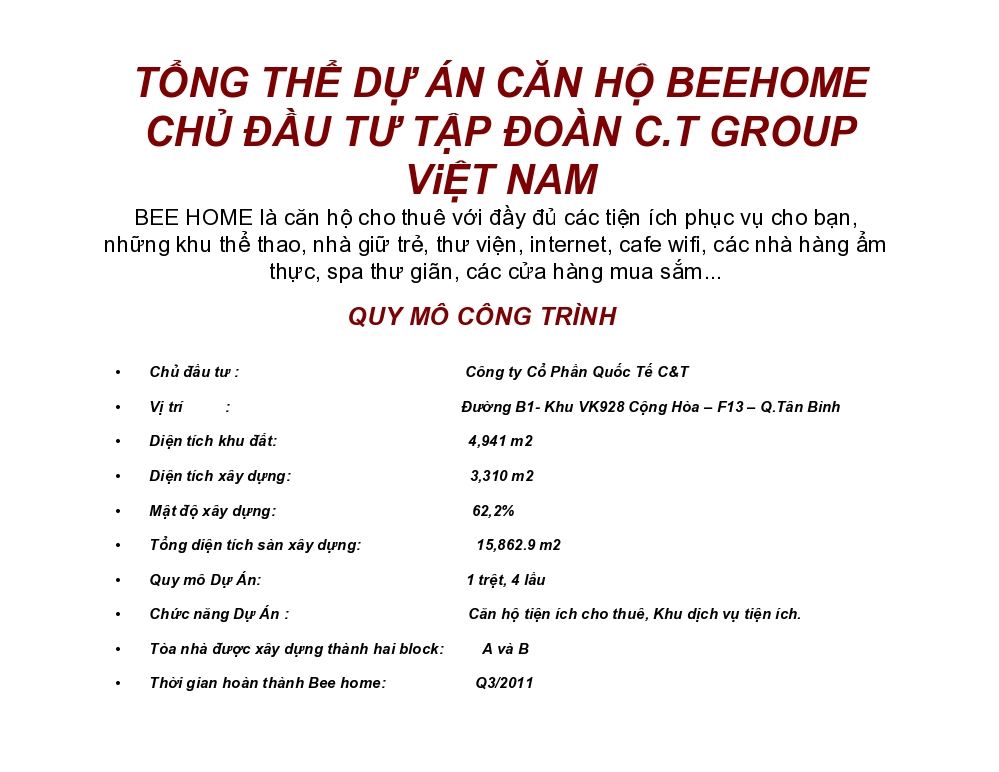 TỔNG THỂ DỰ ÁN CĂN HỘ BEEHOME
CHỦ ĐẦU TƯ TẬP ĐOÀN C.T GROUP
ViỆT NAM
BEE HOME là căn hộ cho thuê với đầy đủ các tiện ích phục vụ cho bạn,
những khu thể thao, nhà giữ trẻ, thư viện, internet, cafe wifi, các nhà hàng ẩm
thực, spa thư giãn, các cửa hàng mua sắm...
QUY MÔ CÔNG TRÌNH
• Chủ đầu tư : Công ty Cổ Phần Quốc Tế C&T
• Vị trí : Đường B1- Khu VK928 Cộng Hòa – F13 – Q.Tân Bình
• Diện tích khu đất: 4,941 m2
• Diện tích xây dựng: 3,310 m2
• Mật độ xây dựng: 62,2%
• Tổng diện tích sàn xây dựng: 15,862.9 m2
• Quy mô Dự Án: 1 trệt, 4 lầu
• Chức năng Dự Án : Căn hộ tiện ích cho thuê, Khu dịch vụ tiện ích.
• Tòa nhà được xây dựng thành hai block: A và B
• Thời gian hoàn thành Bee home: Q3/2011